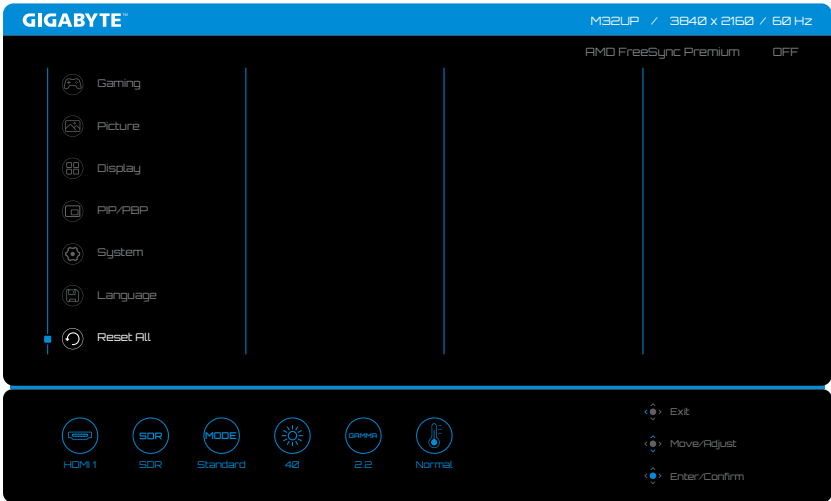 GIGABYTE™
M32UP / 3840 x 2160 / 60 Hz
AMD FreeSync Premium OFF
Gaming
Picture
Display
PIP/PBP
System
Language
Reset All
SDR MODE GAMMA
HDMI 1 SDR Standard 40 2.2 Normal
Exit
Move/Adjust
Enter/Confirm